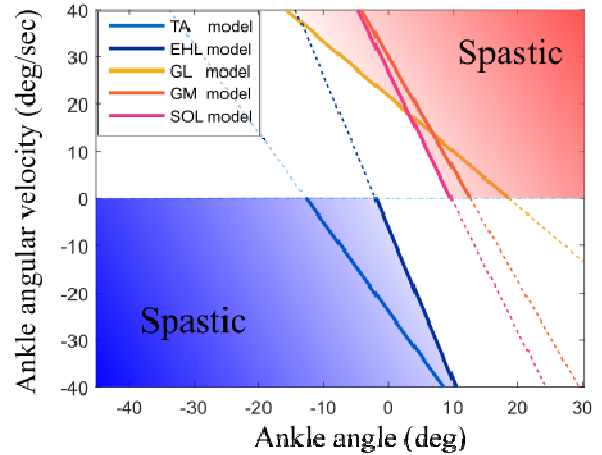 40
30
20
10
0
-10
-20
-30
-40
Ankle angular velocity (deg/sec)
TA model
EHL model
GL model
GM model
SOL model
Spastic
Spastic
-40 -30 -20 -10 0 10 20 30
Ankle angle (deg)